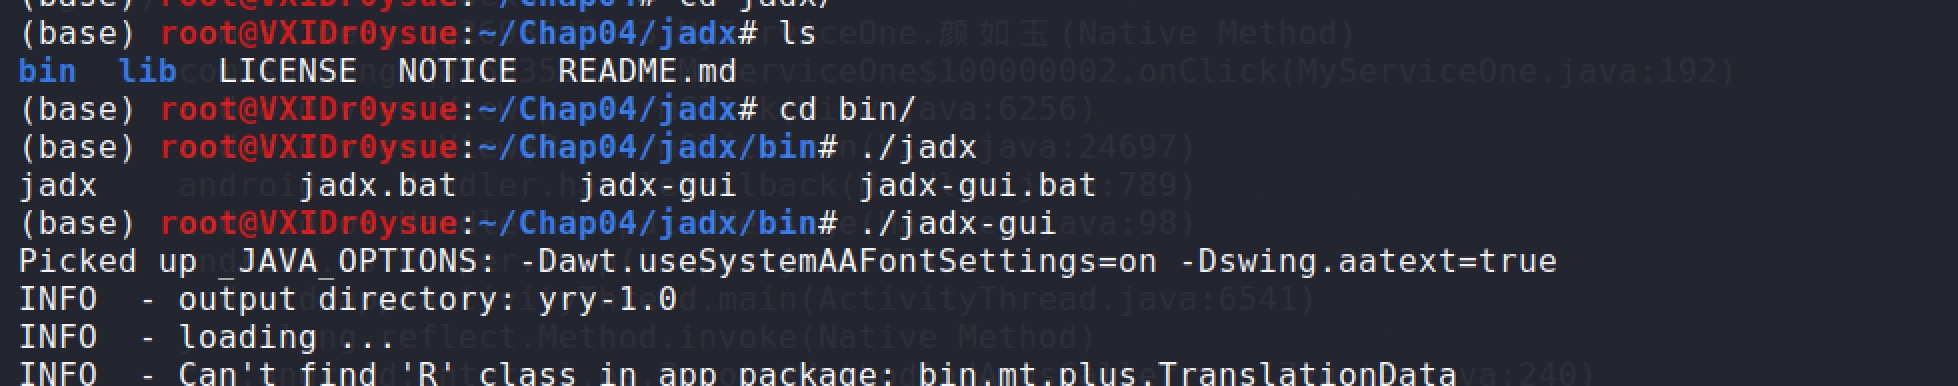 (base) root@VXIDr0ysue:~/Chap04# cd jadx/
(base) root@VXIDr0ysue:~/Chap04/jadx# ls
bin  lib  LICENSE  NOTICE  README.md
(base) root@VXIDr0ysue:~/Chap04/jadx# cd bin/
(base) root@VXIDr0ysue:~/Chap04/jadx/bin# ./jadx
jadx          jadx.bat      jadx-gui      jadx-gui.bat
(base) root@VXIDr0ysue:~/Chap04/jadx/bin# ./jadx-gui
Picked up _JAVA_OPTIONS: -Dawt.useSystemAAFontSettings=on -Dswing.aatext=true
INFO  - output directory: yry-1.0
INFO  - loading ...
INFO  - Can't find 'R' class in app package: bin.mt.plus.TranslationData